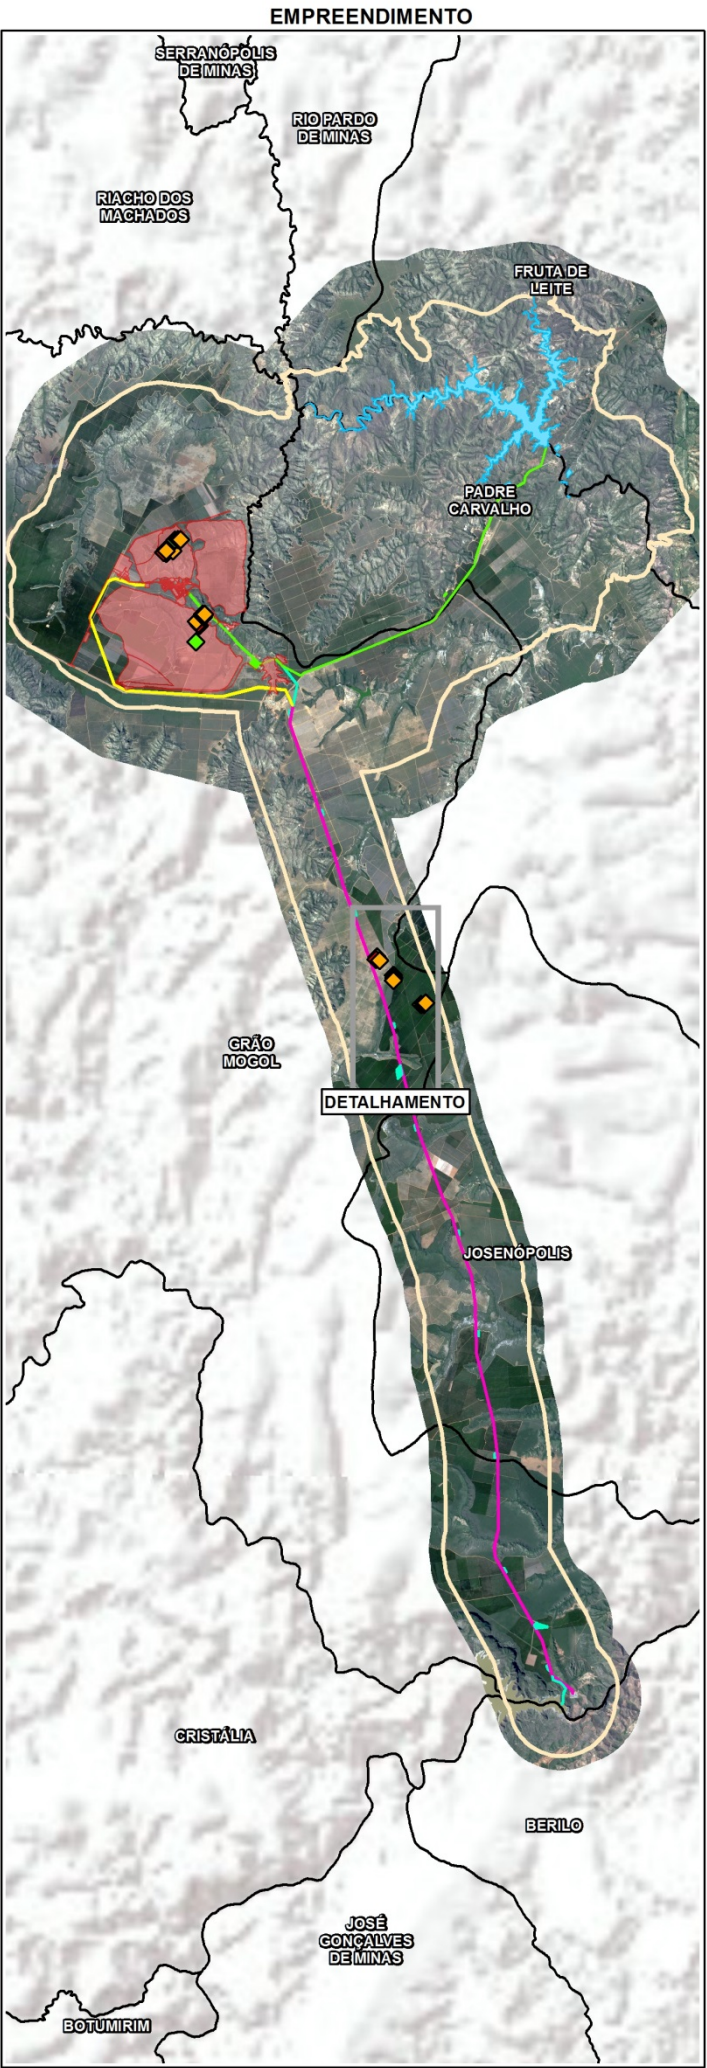 EMPREENDIMENTO
SERRANÓPOLIS
DE MINAS
RIO PARDO
DE MINAS
RIACHO DOS
MACHADOS
FRUTA DE
LEITE
PADRE
CARVALHO
GRÃO
MOGOL
DETALHAMENTO
JOSENÓPOLIS
CRISTÁLIA
BERILO
JOSÉ
GONÇALVES
DE MINAS
BOTUMIRIM